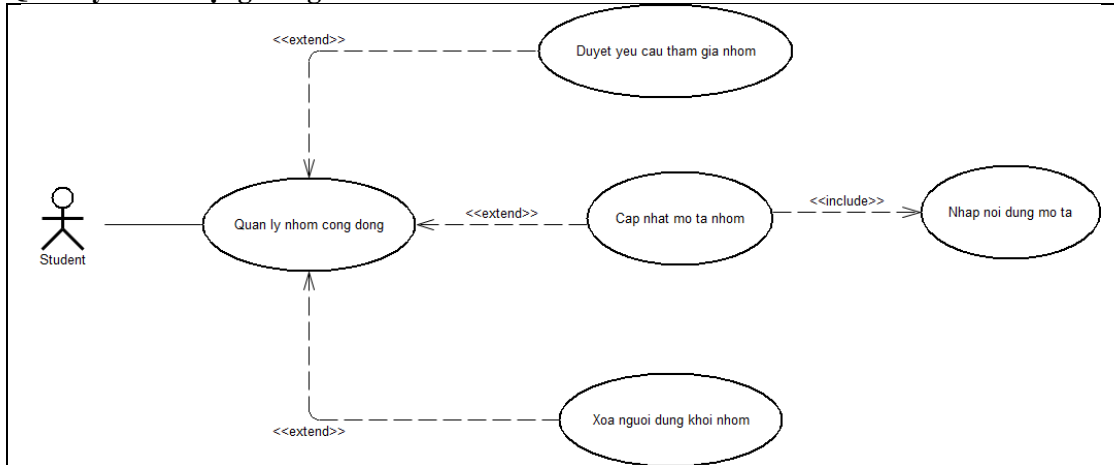 <<extend>>
Duyet yeu cau tham gia nhom
Student
Quan ly nhom cong dong
<<extend>>
Cap nhat mo ta nhom
<<include>>
Nhap noi dung mo ta
<<extend>>
Xoa nguoi dung khoi nhom